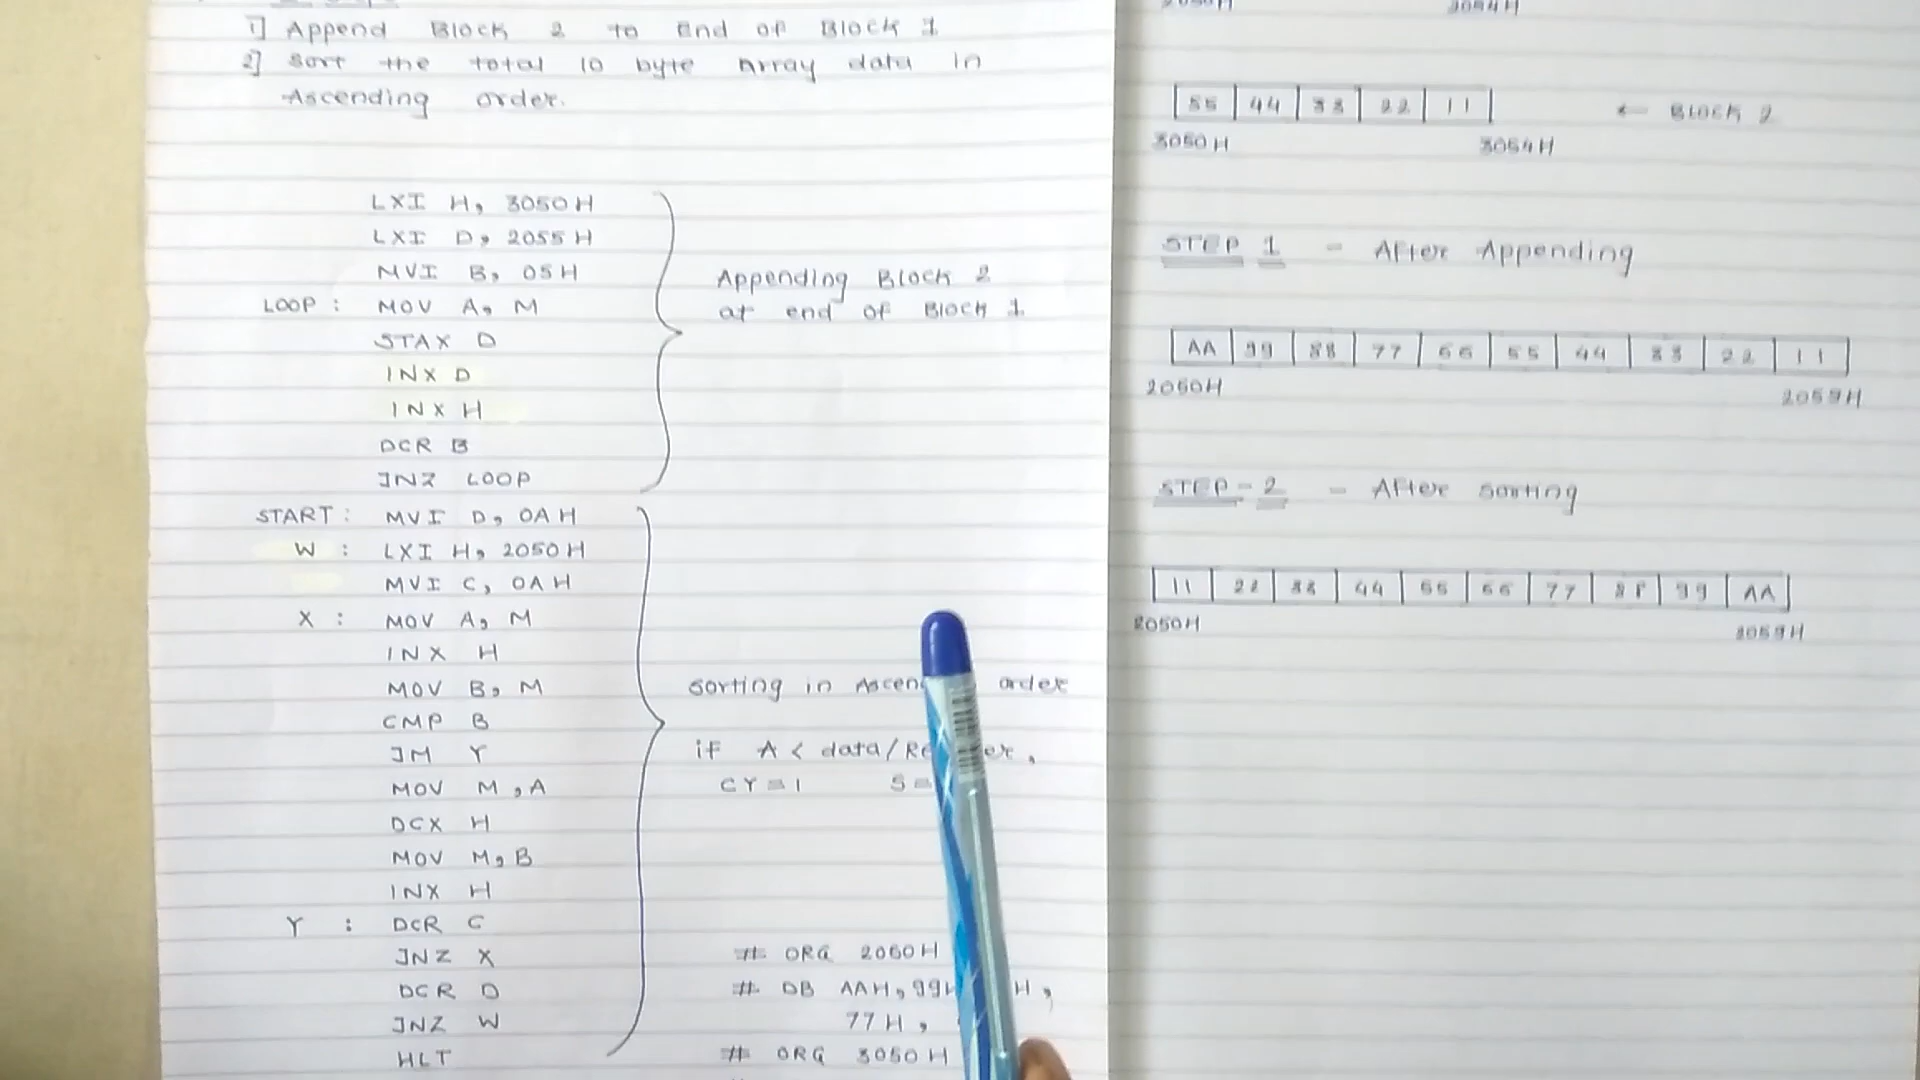 1] Append Block 2 to End of Block 1
2] Sort the total 10 byte Array data in
Ascending order.
LXI H, 3050H
LXI D, 2055H
MVI B, 05H
LOOP : MOV A, M
STAX D
INX D
INX H
DCR B
JNZ LOOP
Appending Block 2
at end of Block 1
START : MVI D, 0AH
W : LXI H, 2050H
MVI C, 0AH
X : MOV A, M
INX H
MOV B, M
CMP B
JM Y
MOV M, A
DCX H
MOV M, B
INX H
Y : DCR C
JNZ X
DCR D
JNZ W
HLT
Sorting in order
if A < data/
CY = 1 S =
# ORG 2050H
# DB AAH, 99H H,
77H,
# ORG 3050H
3054H
55 44 33 22 11 ← BLOCK 2
3050H 3054H
STEP 1 - After Appending
AA 99 88 77 66 55 44 33 22 11
2050H 2059H
STEP - 2 - After sorting
11 22 33 44 55 66 77 88 99 AA
2050H 2059H